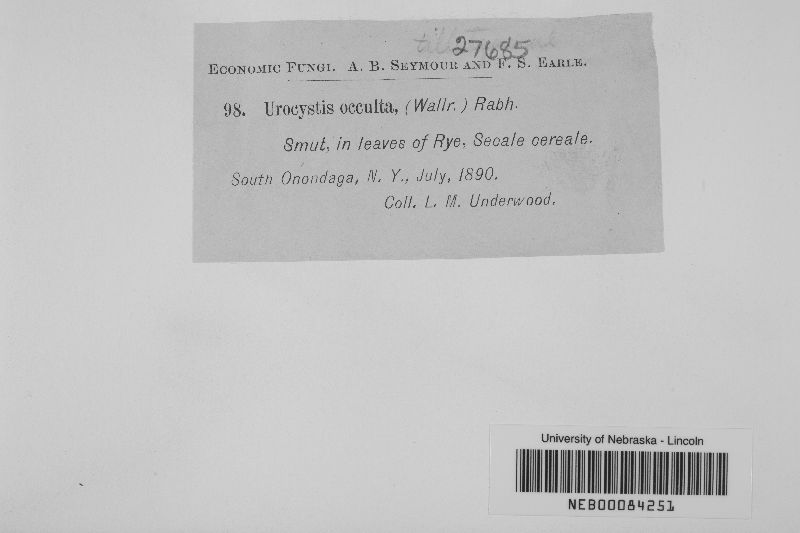 27685
ECONOMIC FUNGI. A. B. SEYMOUR AND F. S. EARLE.
98. Urocystis occulta, (Wallr.) Rabh.
Smut, in leaves of Rye, Secale cereale.
South Onondaga, N. Y., July, 1890.
Coll. L. M. Underwood.
University of Nebraska - Lincoln
NEB00084251